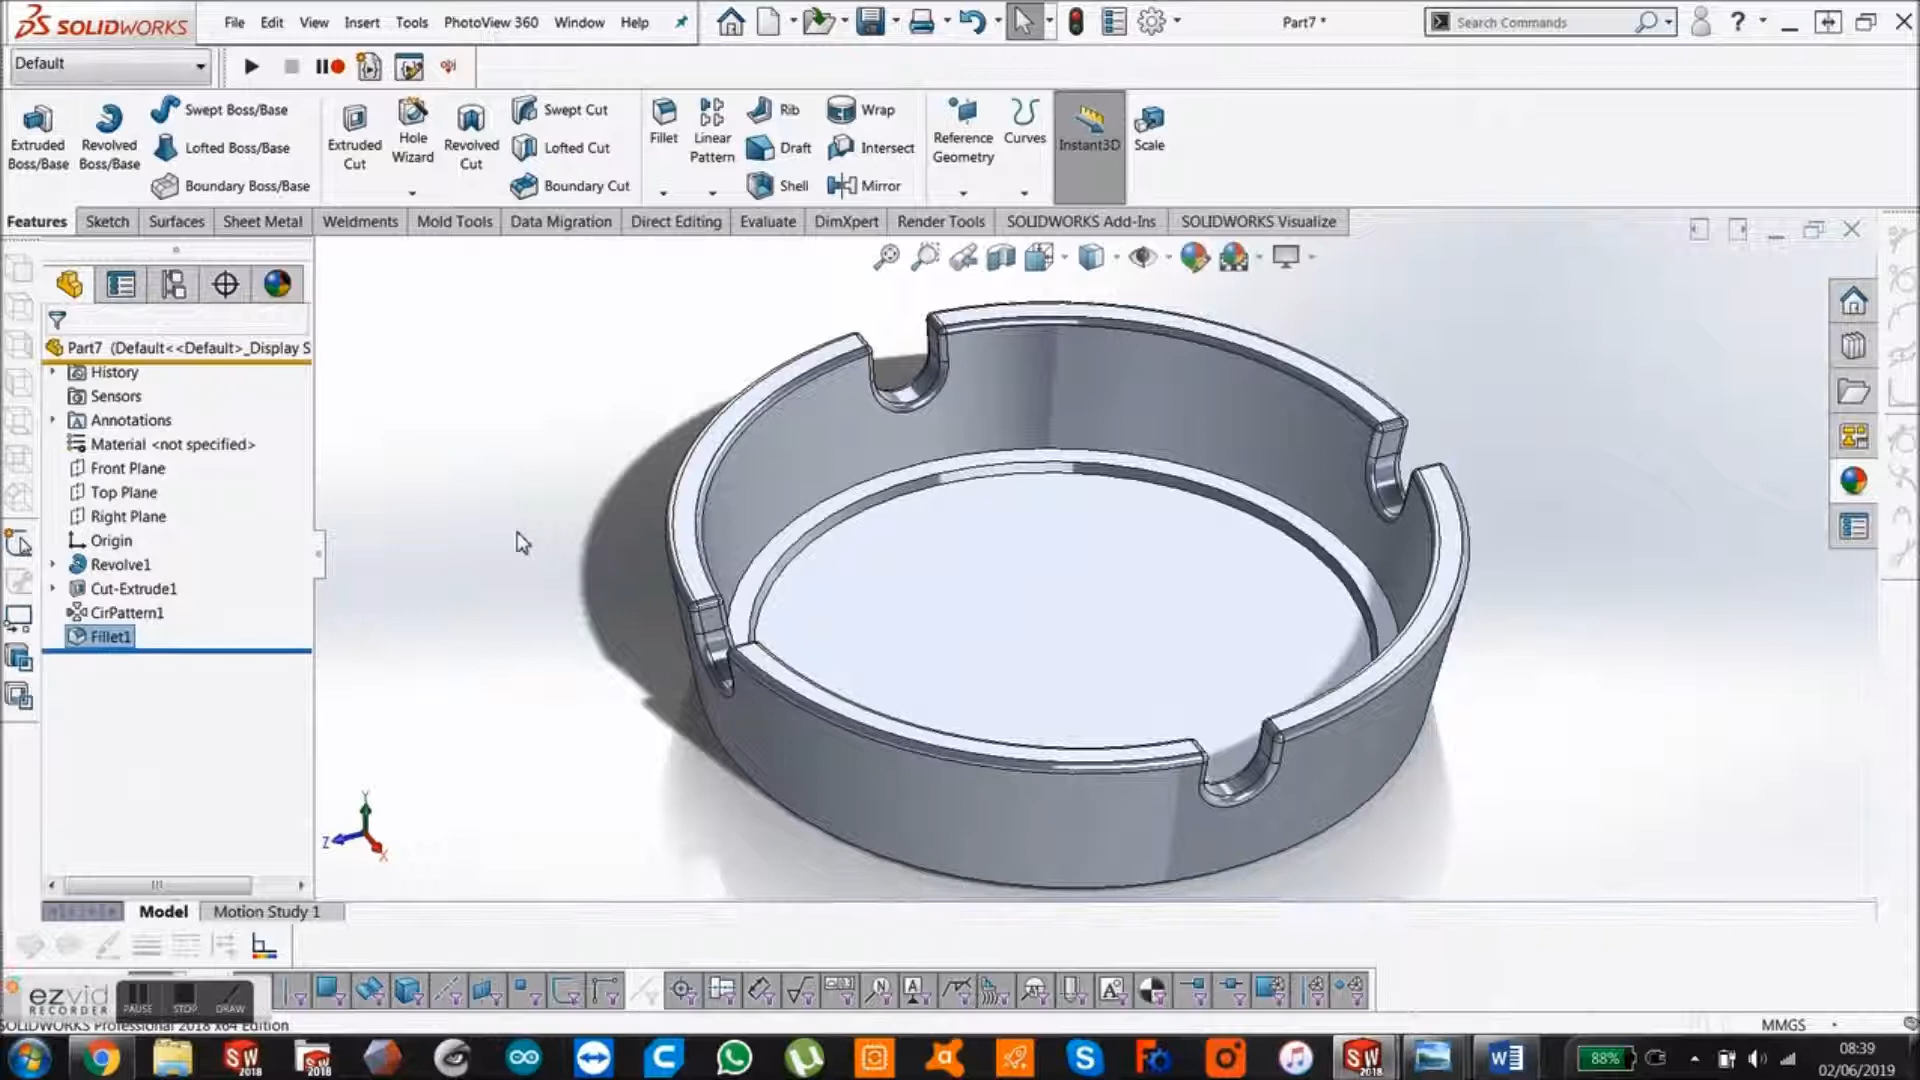 SOLIDWORKS File Edit View Insert Tools PhotoView 360 Window Help Part7 * Search Commands
Default
Extruded Boss/Base
Revolved Boss/Base
Swept Boss/Base
Lofted Boss/Base
Boundary Boss/Base
Extruded Cut
Hole Wizard
Revolved Cut
Swept Cut
Lofted Cut
Boundary Cut
Fillet
Linear Pattern
Rib
Draft
Shell
Wrap
Intersect
Mirror
Reference Geometry
Curves
Instant3D
Scale
Features Sketch Surfaces Sheet Metal Weldments Mold Tools Data Migration Direct Editing Evaluate DimXpert Render Tools SOLIDWORKS Add-Ins SOLIDWORKS Visualize
Part7 (Default<<Default>_Display S
History
Sensors
Annotations
Material <not specified>
Front Plane
Top Plane
Right Plane
Origin
Revolve1
Cut-Extrude1
CirPattern1
Fillet1
Y
Z
X
Model Motion Study 1
ezvid
RECORDER
PAUSE STOP DRAW
SOLIDWORKS Professional 2018 x64 Edition
MMGS
SW 2018
SW 2018
SW 2018
88%
08:39
02/06/2019